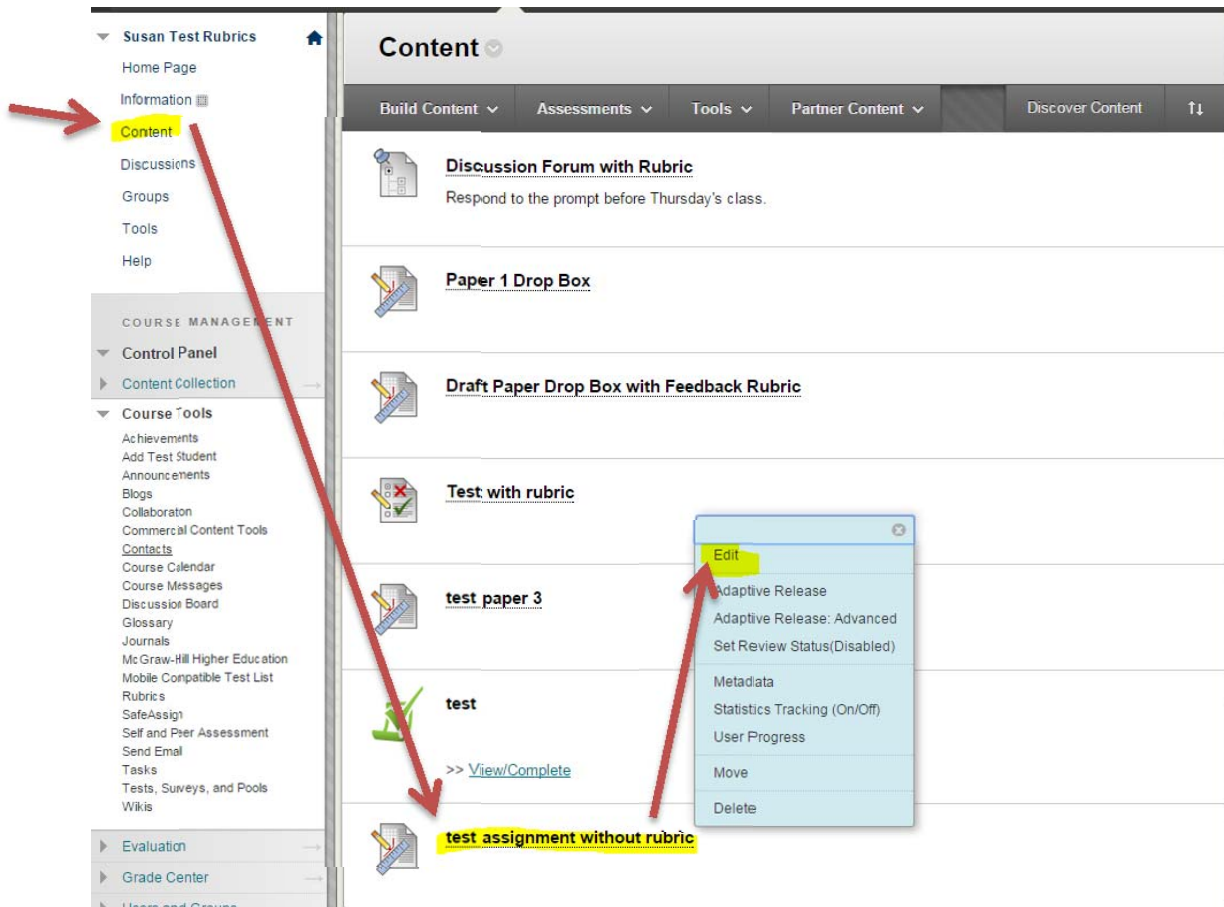 Susan Test Rubrics
Home Page
Information
Content
Discussions
Groups
Tools
Help
COURSE MANAGEMENT
Control Panel
Content Collection
Course Tools
Achievements
Add Test Student
Announcements
Blogs
Collaboraton
Commercial Content Tools
Contacts
Course Calendar
Course Messages
Discussion Board
Glossary
Journals
McGraw-Hill Higher Education
Mobile Compatible Test List
Rubrics
SafeAssign
Self and Peer Assessment
Send Email
Tasks
Tests, Surveys, and Pools
Wikis
Evaluation
Grade Center
Users and Groups
Content
Build Content Assessments Tools Partner Content Discover Content
Discussion Forum with Rubric
Respond to the prompt before Thursday's class.
Paper 1 Drop Box
Draft Paper Drop Box with Feedback Rubric
Test with rubric
test paper 3
test
>> View/Complete
test assignment without rubric
Edit
Adaptive Release
Adaptive Release: Advanced
Set Review Status(Disabled)
Metadata
Statistics Tracking (On/Off)
User Progress
Move
Delete